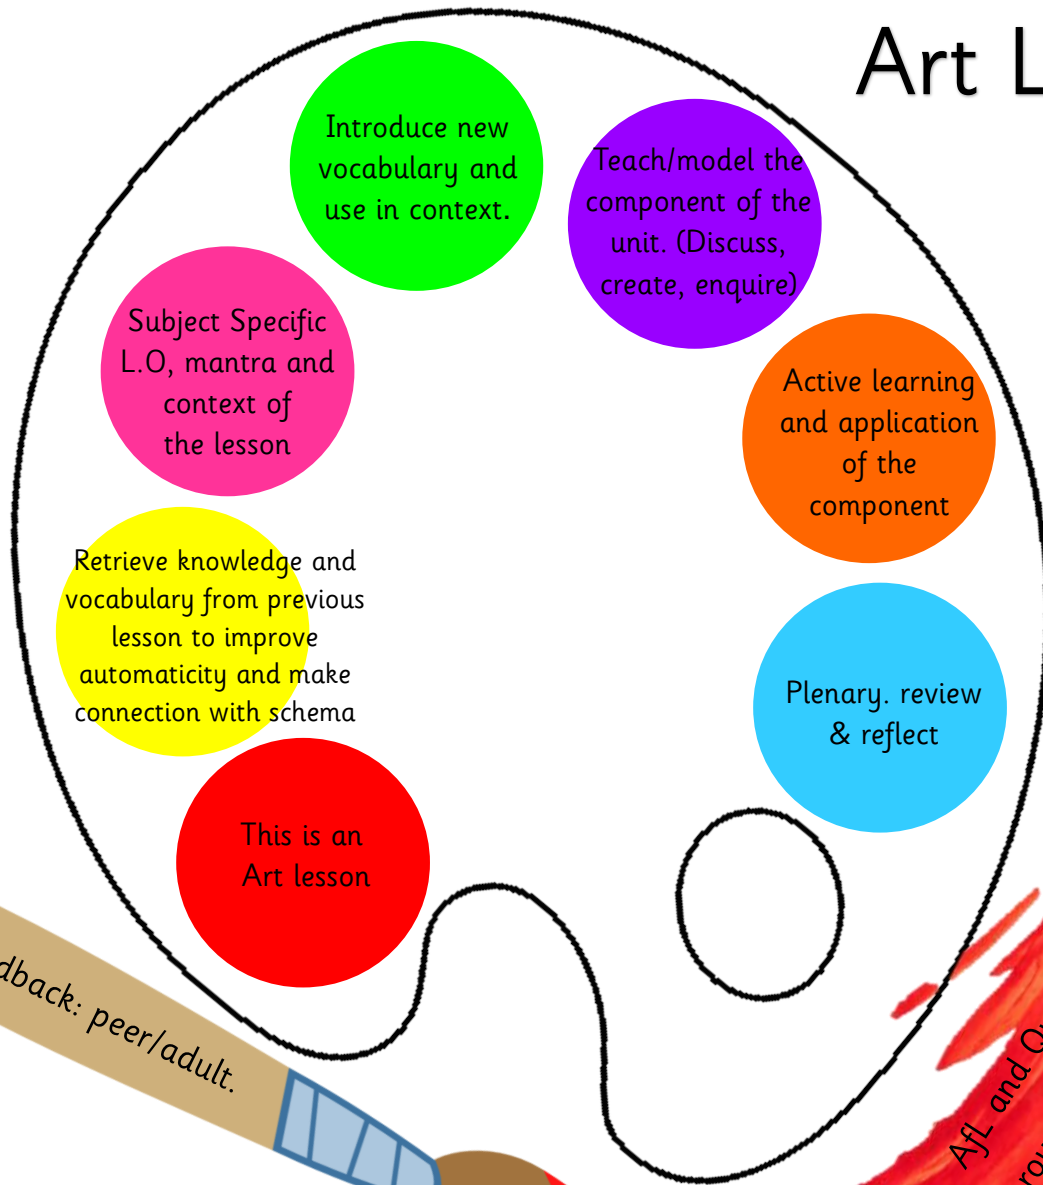 Art L
Introduce new
vocabulary and
use in context.
Teach/model the
component of the
unit. (Discuss,
create, enquire)
Subject Specific
L.O, mantra and
context of
the lesson
Active learning
and application
of the
component
Retrieve knowledge and
vocabulary from previous
lesson to improve
automaticity and make
connection with schema
Plenary. review
& reflect
This is an
Art lesson
dback: peer/adult.
AfL and